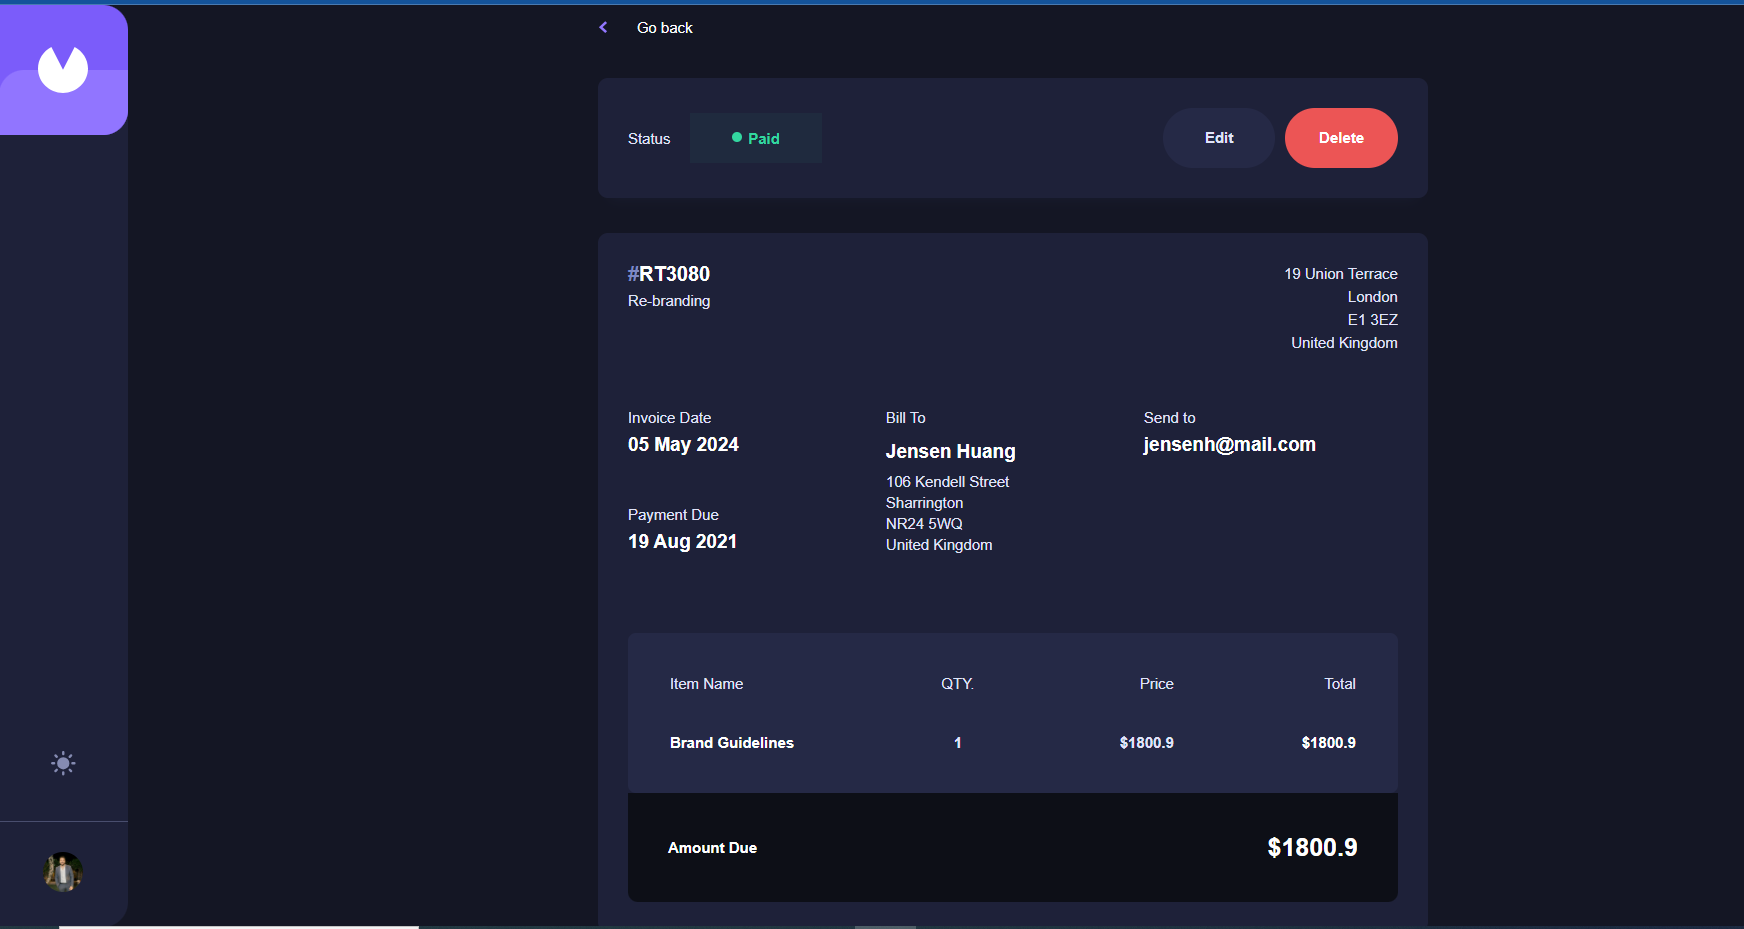 Go back
Status
Paid
Edit
Delete
#RT3080
Re-branding
19 Union Terrace
London
E1 3EZ
United Kingdom
Invoice Date
05 May 2024
Payment Due
19 Aug 2021
Bill To
Jensen Huang
106 Kendell Street
Sharrington
NR24 5WQ
United Kingdom
Send to
jensenh@mail.com
Item Name QTY. Price Total
Brand Guidelines 1 $1800.9 $1800.9
Amount Due $1800.9